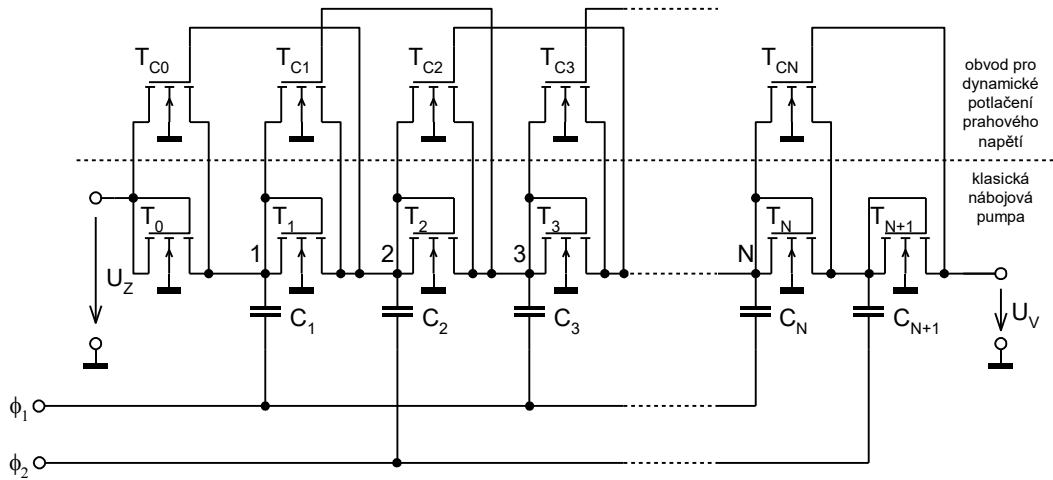 T_C0 T_C1 T_C2 T_C3 T_CN
obvod pro
dynamické
potlačení
prahového
napětí
klasická
nábojová
pumpa
T_0 T_1 T_2 T_3 T_N T_N+1
1 2 3 N
U_Z
C_1 C_2 C_3 C_N C_N+1
U_V
ϕ_1
ϕ_2